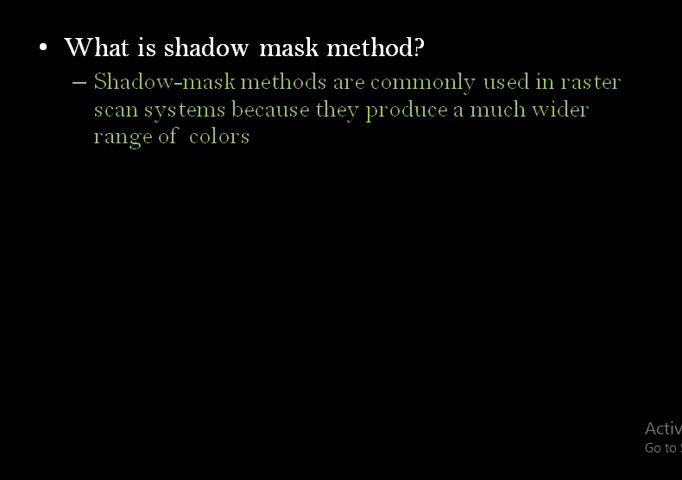 • What is shadow mask method?
– Shadow-mask methods are commonly used in raster
scan systems because they produce a much wider
range of colors
Activ
Go to